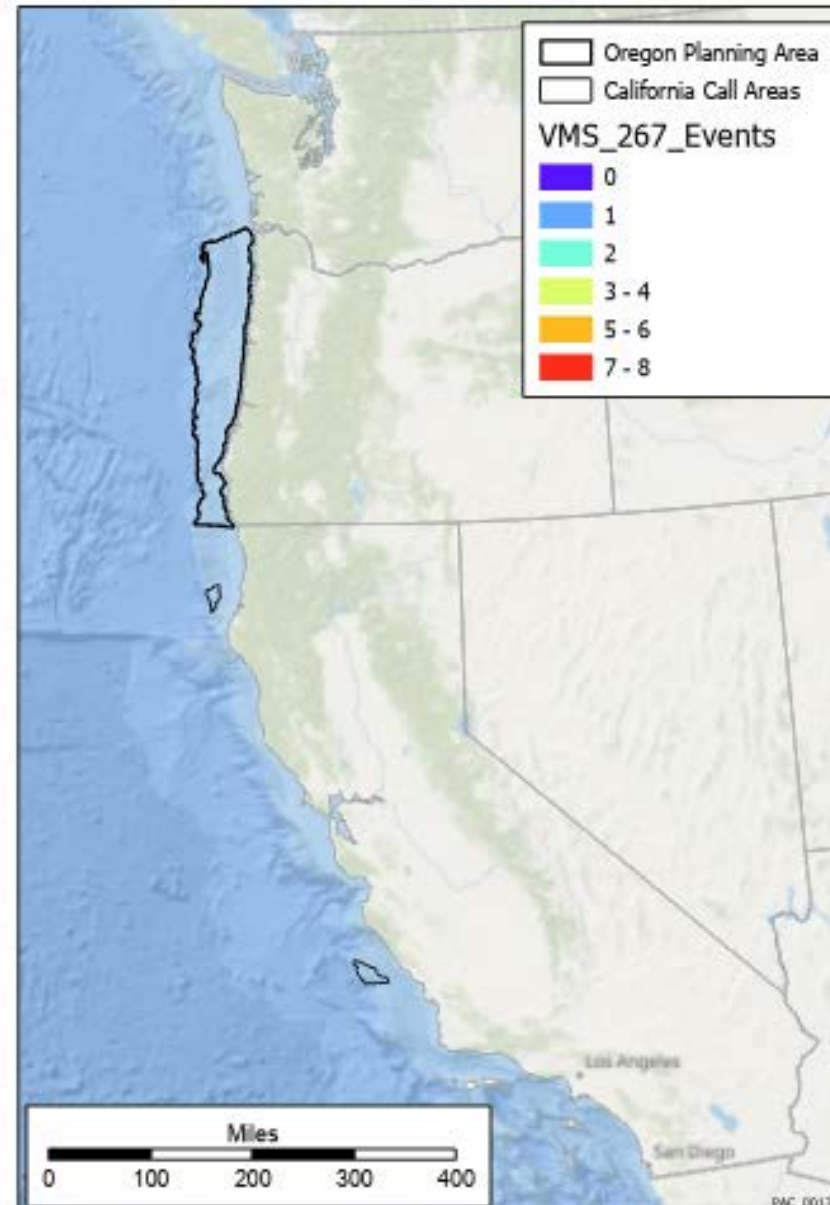 Oregon Planning Area
California Call Areas
VMS_267_Events
0
1
2
3 - 4
5 - 6
7 - 8
Los Angeles
San Diego
Miles
0 100 200 300 400
PAC_0017